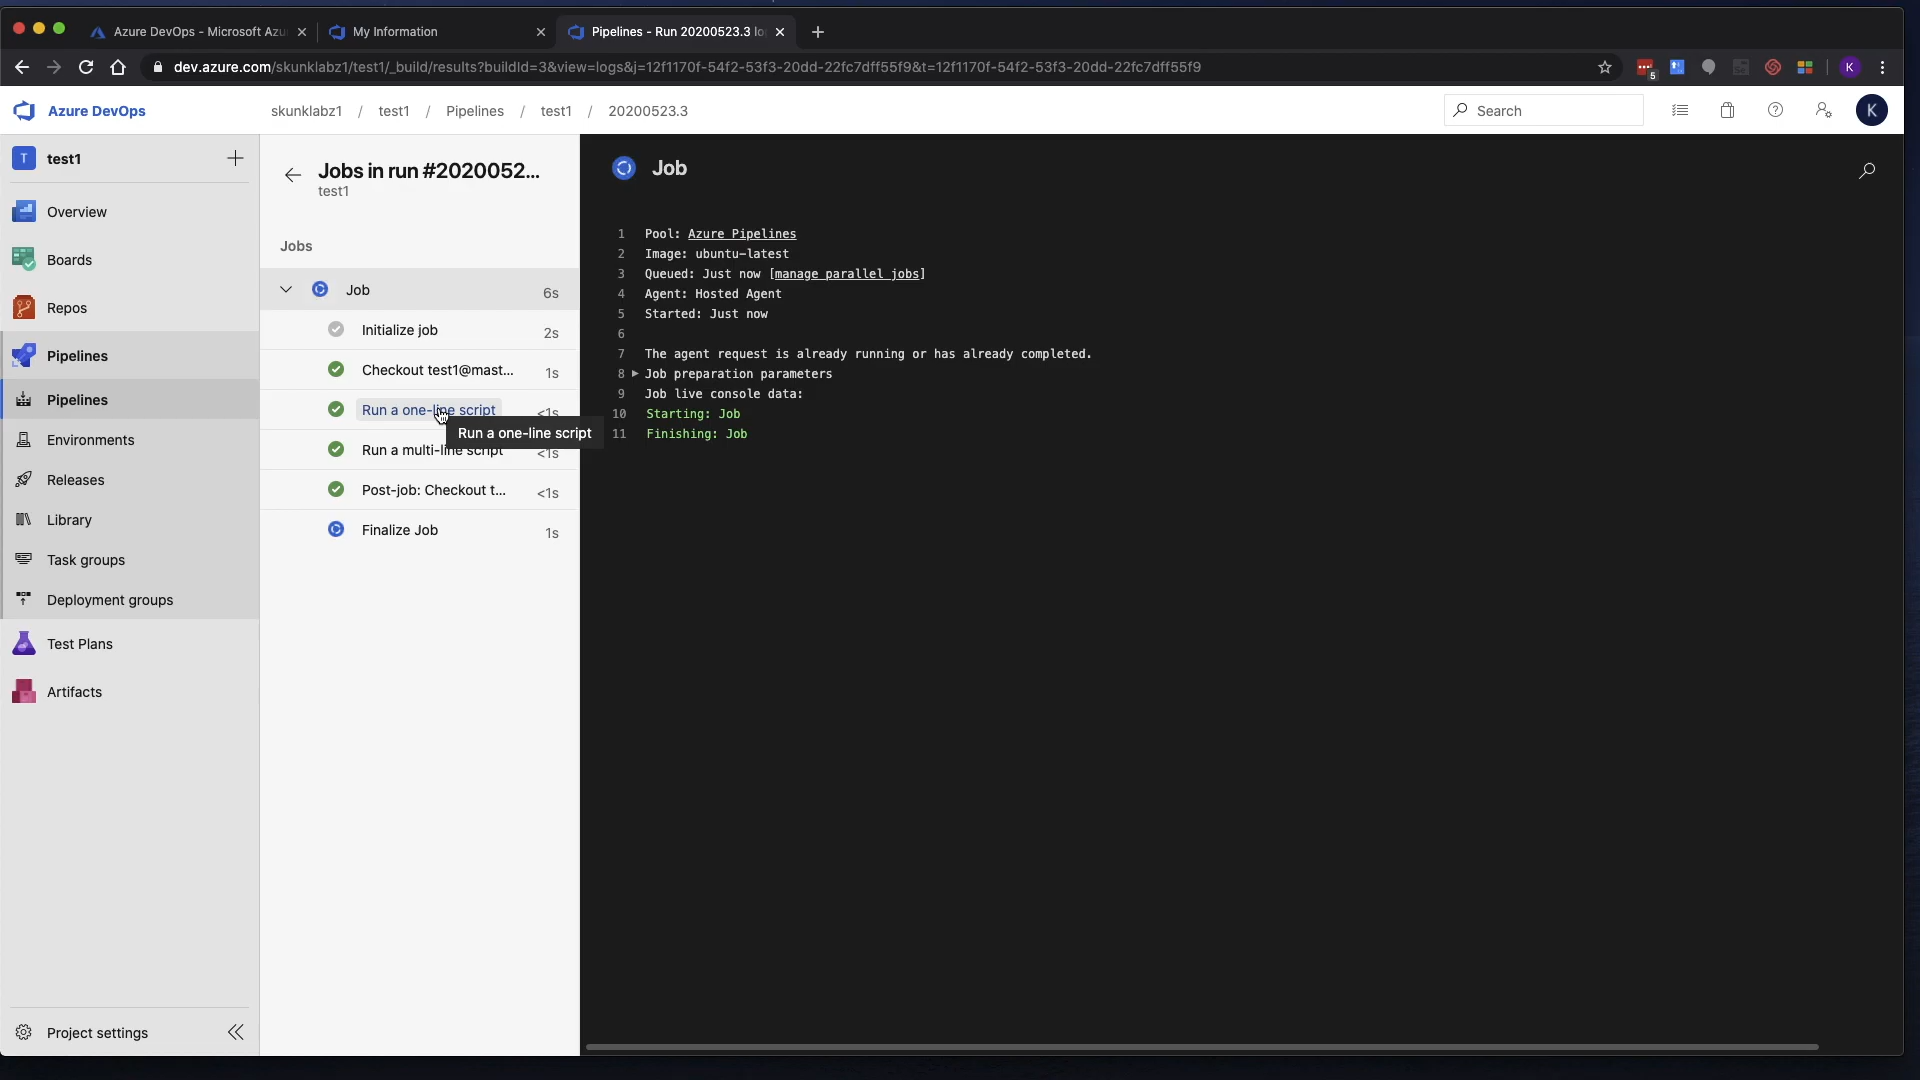 Azure DevOps - Microsoft Azu
My Information
Pipelines - Run 20200523.3 lo
dev.azure.com/skunklabz1/test1/_build/results?buildId=3&view=logs&j=12f1170f-54f2-53f3-20dd-22fc7dff55f9&t=12f1170f-54f2-53f3-20dd-22fc7dff55f9
5
K
Azure DevOps
skunklabz1 / test1 / Pipelines / test1 / 20200523.3
Search
K
T test1
Overview
Boards
Repos
Pipelines
Pipelines
Environments
Releases
Library
Task groups
Deployment groups
Test Plans
Artifacts
Project settings
Jobs in run #2020052...
test1
Jobs
Job 6s
Initialize job 2s
Checkout test1@mast... 1s
Run a one-line script <1s
Run a one-line script
Run a multi-line script <1s
Post-job: Checkout t... <1s
Finalize Job 1s
Job
1 Pool: Azure Pipelines
2 Image: ubuntu-latest
3 Queued: Just now [manage parallel jobs]
4 Agent: Hosted Agent
5 Started: Just now
6
7 The agent request is already running or has already completed.
8 Job preparation parameters
9 Job live console data:
10 Starting: Job
11 Finishing: Job